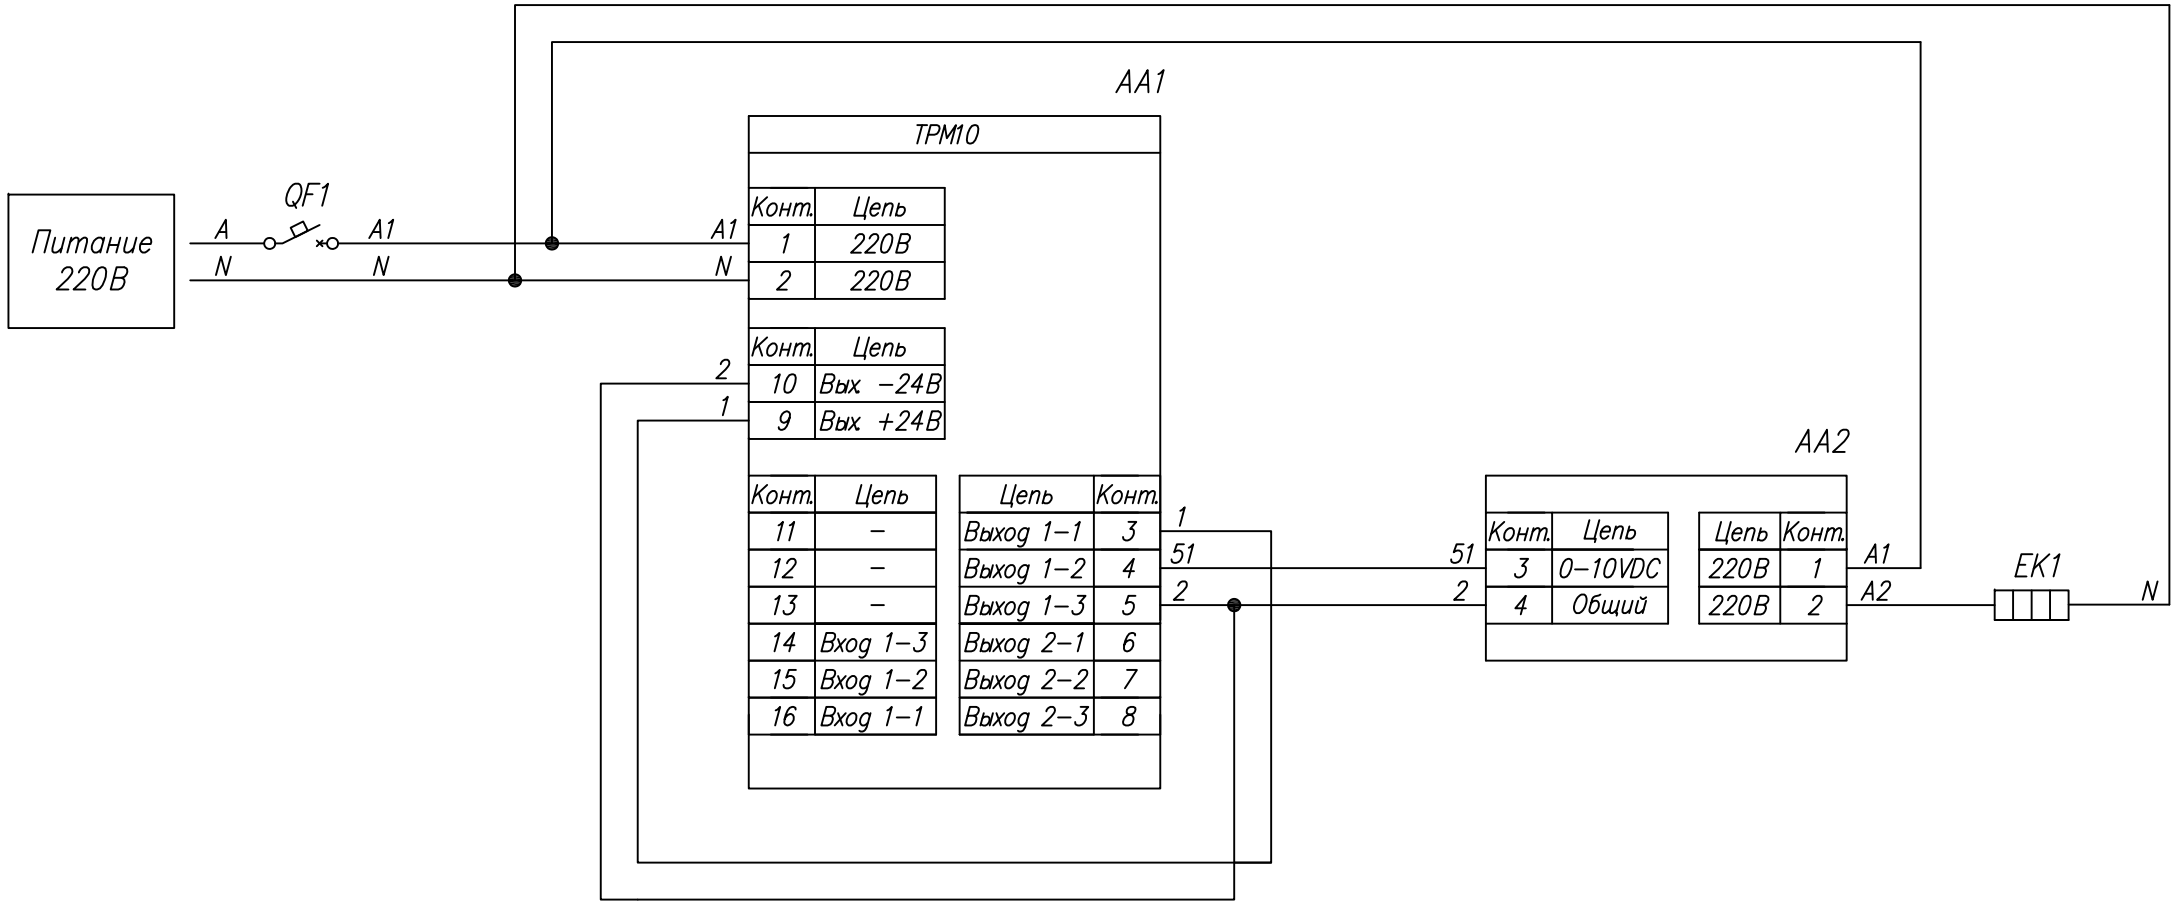 AA1
ТРМ10
QF1
Питание
220В
A
A1
A1
N
N
N
Конт. Цепь
1 220В
2 220В
Конт. Цепь
2
10 Вых. -24В
1
9 Вых. +24В
Конт. Цепь
11 -
12 -
13 -
14 Вход 1-3
15 Вход 1-2
16 Вход 1-1
Цепь Конт.
Выход 1-1 3
Выход 1-2 4
Выход 1-3 5
Выход 2-1 6
Выход 2-2 7
Выход 2-3 8
1
51
2
AA2
51
2
Конт. Цепь
3 0-10VDC
4 Общий
Цепь Конт.
220В 1
220В 2
A1
A2
EK1
N